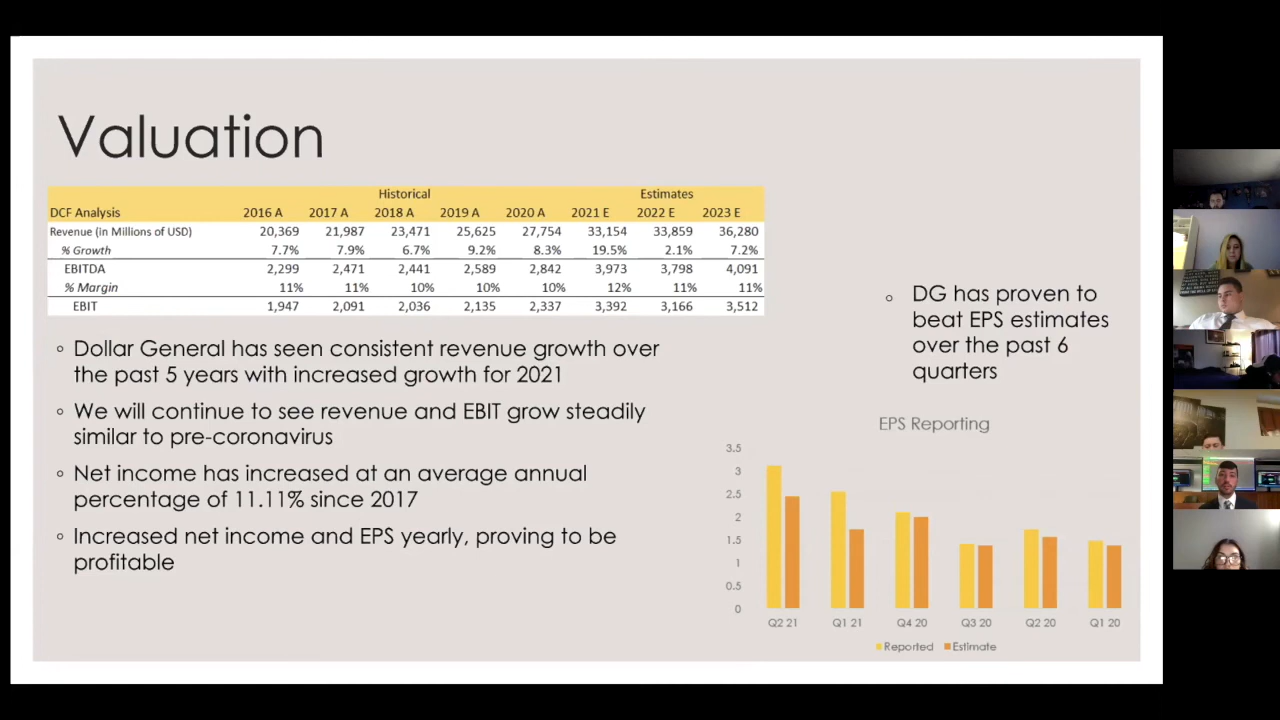 Valuation
Historical Estimates
DCF Analysis 2016 A 2017 A 2018 A 2019 A 2020 A 2021 E 2022 E 2023 E
Revenue (in Millions of USD) 20,369 21,987 23,471 25,625 27,754 33,154 33,859 36,280
% Growth 7.7% 7.9% 6.7% 9.2% 8.3% 19.5% 2.1% 7.2%
EBITDA 2,299 2,471 2,441 2,589 2,842 3,973 3,798 4,091
% Margin 11% 11% 10% 10% 10% 12% 11% 11%
EBIT 1,947 2,091 2,036 2,135 2,337 3,392 3,166 3,512
Dollar General has seen consistent revenue growth over
the past 5 years with increased growth for 2021
We will continue to see revenue and EBIT grow steadily
similar to pre-coronavirus
Net income has increased at an average annual
percentage of 11.11% since 2017
Increased net income and EPS yearly, proving to be
profitable
DG has proven to
beat EPS estimates
over the past 6
quarters
EPS Reporting
3.5
3
2.5
2
1.5
1
0.5
0
Q2 21 Q1 21 Q4 20 Q3 20 Q2 20 Q1 20
Reported Estimate